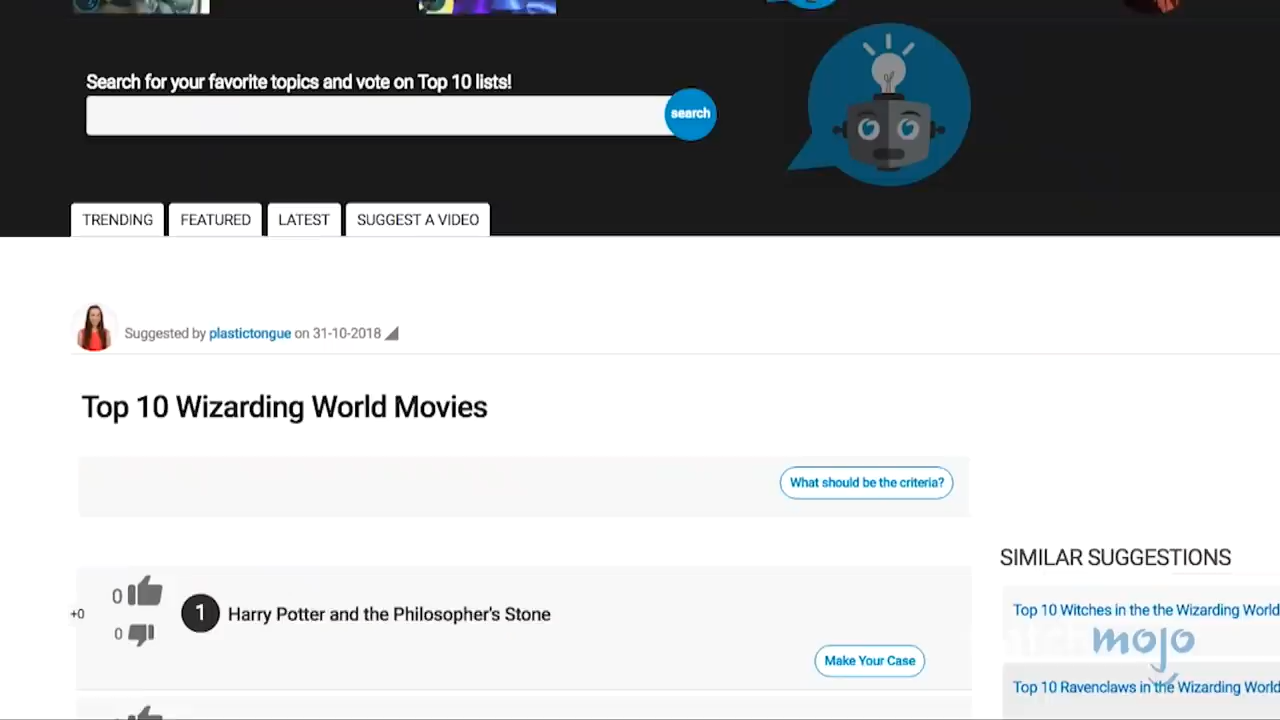 Search for your favorite topics and vote on Top 10 lists!
search
TRENDING
FEATURED
LATEST
SUGGEST A VIDEO
Suggested by plastictongue on 31-10-2018
Top 10 Wizarding World Movies
What should be the criteria?
0
+0
0
1
Harry Potter and the Philosopher's Stone
Make Your Case
SIMILAR SUGGESTIONS
Top 10 Witches in the the Wizarding World
mojo
Top 10 Ravenclaws in the Wizarding World